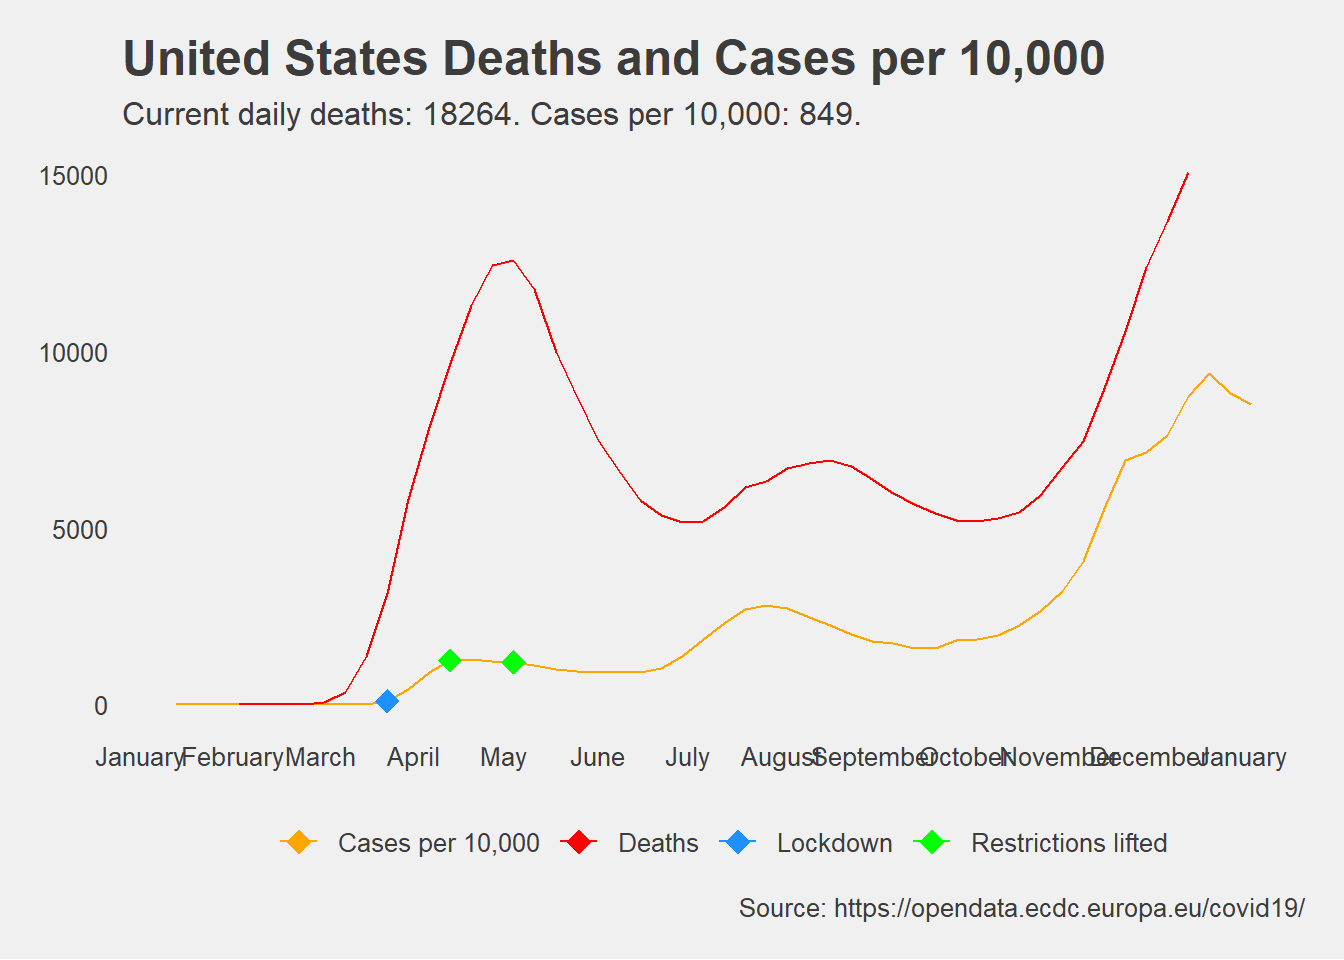 United States Deaths and Cases per 10,000
Current daily deaths: 18264. Cases per 10,000: 849.
15000
10000
5000
0
January February March April May June July August September October November December January
Cases per 10,000 Deaths Lockdown Restrictions lifted
Source: https://opendata.ecdc.europa.eu/covid19/